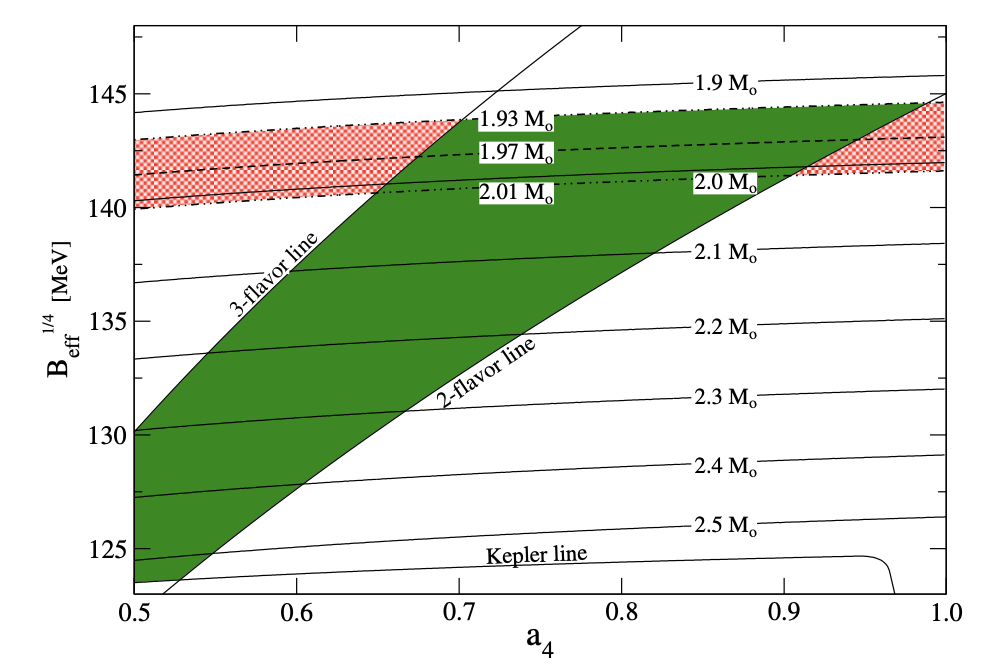 145
140
135
130
125
B_eff^1/4 [MeV]
1.9 M_o
1.93 M_o
1.97 M_o
2.01 M_o
2.0 M_o
2.1 M_o
2.2 M_o
2.3 M_o
2.4 M_o
2.5 M_o
3-flavor line
2-flavor line
Kepler line
0.5 0.6 0.7 0.8 0.9 1.0
a_4